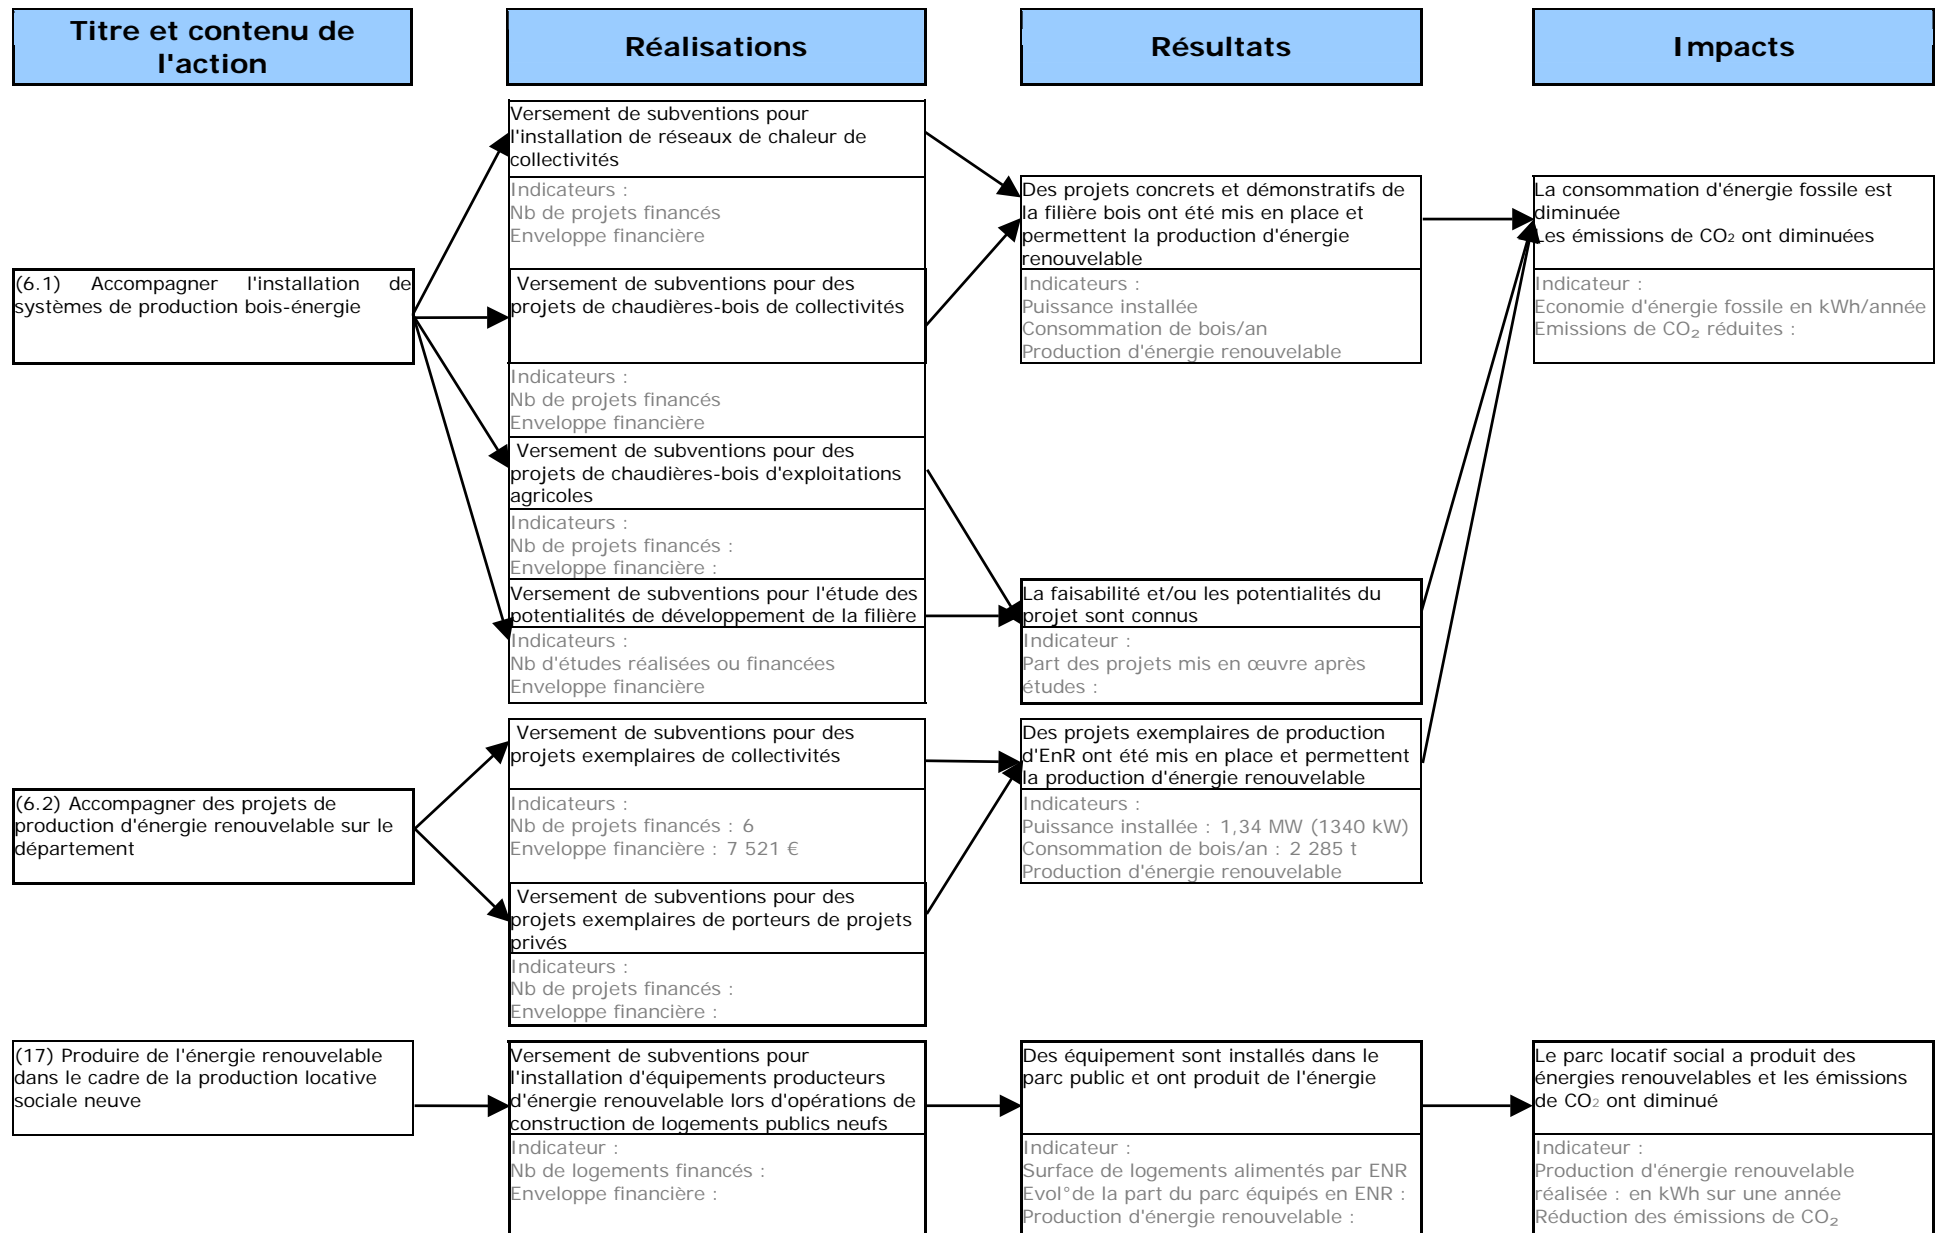 Titre et contenu de
l'action
Réalisations
Résultats
Impacts
(6.1) Accompagner l'installation de
systèmes de production bois-énergie
Versement de subventions pour
l'installation de réseaux de chaleur de
collectivités
Indicateurs :
Nb de projets financés
Enveloppe financière
Versement de subventions pour des
projets de chaudières-bois de collectivités
Indicateurs :
Nb de projets financés
Enveloppe financière
Versement de subventions pour des
projets de chaudières-bois d'exploitations
agricoles
Indicateurs :
Nb de projets financés :
Enveloppe financière :
Versement de subventions pour l'étude des
potentialités de développement de la filière
Indicateurs :
Nb d'études réalisées ou financées
Enveloppe financière
Des projets concrets et démonstratifs de
la filière bois ont été mis en place et
permettent la production d'énergie
renouvelable
Indicateurs :
Puissance installée
Consommation de bois/an
Production d'énergie renouvelable
La faisabilité et/ou les potentialités du
projet sont connus
Indicateur :
Part des projets mis en œuvre après
études :
La consommation d'énergie fossile est
diminuée
Les émissions de CO₂ ont diminuées
Indicateur :
Economie d'énergie fossile en kWh/année
Emissions de CO₂ réduites :
(6.2) Accompagner des projets de
production d'énergie renouvelable sur le
département
Versement de subventions pour des
projets exemplaires de collectivités
Indicateurs :
Nb de projets financés : 6
Enveloppe financière : 7 521 €
Versement de subventions pour des
projets exemplaires de porteurs de projets
privés
Indicateurs :
Nb de projets financés :
Enveloppe financière :
Des projets exemplaires de production
d'EnR ont été mis en place et permettent
la production d'énergie renouvelable
Indicateurs :
Puissance installée : 1,34 MW (1340 kW)
Consommation de bois/an : 2 285 t
Production d'énergie renouvelable
(17) Produire de l'énergie renouvelable
dans le cadre de la production locative
sociale neuve
Versement de subventions pour
l'installation d'équipements producteurs
d'énergie renouvelable lors d'opérations de
construction de logements publics neufs
Indicateur :
Nb de logements financés :
Enveloppe financière :
Des équipement sont installés dans le
parc public et ont produit de l'énergie
Indicateur :
Surface de logements alimentés par ENR
Evol°de la part du parc équipés en ENR :
Production d'énergie renouvelable :
Le parc locatif social a produit des
énergies renouvelables et les émissions
de CO₂ ont diminué
Indicateur :
Production d'énergie renouvelable
réalisée : en kWh sur une année
Réduction des émissions de CO₂